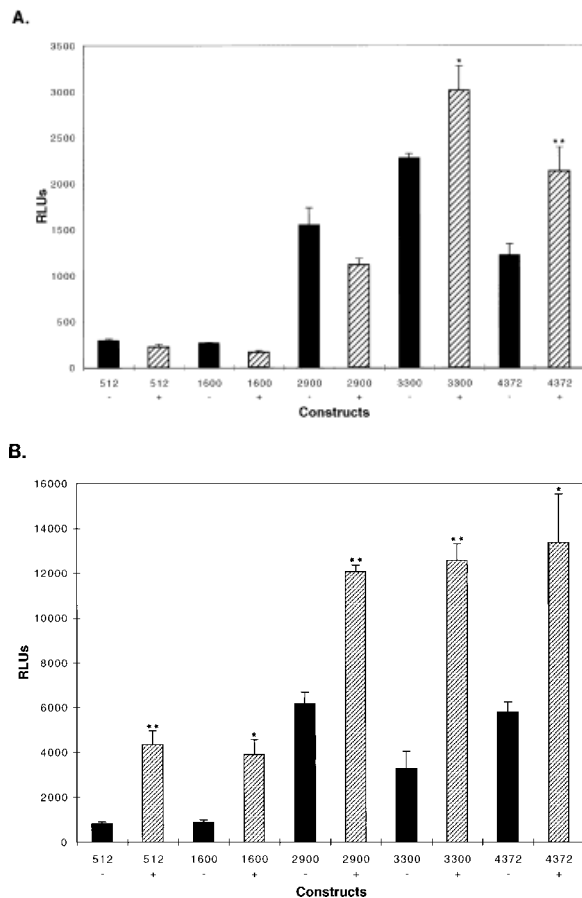 A.
3500
3000
2500
2000
1500
1000
500
0
RLUs
* **
512 512 1600 1600 2900 2900 3300 3300 4372 4372
- + - + - + - + - +
Constructs
B.
16000
14000
12000
10000
8000
6000
4000
2000
0
RLUs
** * ** ** *
512 512 1600 1600 2900 2900 3300 3300 4372 4372
- + - + - + - + - +
Constructs